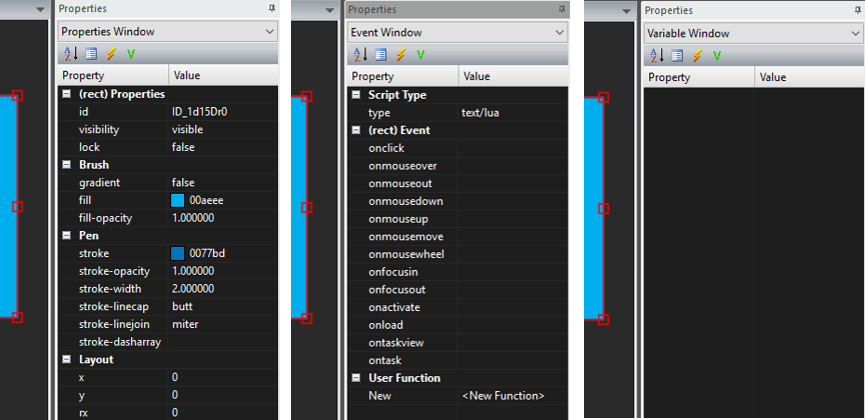 Properties
Properties Window
A
Z
V
Property Value
(rect) Properties
id ID_1d15Dr0
visibility visible
lock false
Brush
gradient false
fill 00aeee
fill-opacity 1.000000
Pen
stroke 0077bd
stroke-opacity 1.000000
stroke-width 2.000000
stroke-linecap butt
stroke-linejoin miter
stroke-dasharray
Layout
x 0
y 0
rx 0
Properties
Event Window
A
Z
V
Property Value
Script Type
type text/lua
(rect) Event
onclick
onmouseover
onmouseout
onmousedown
onmouseup
onmousemove
onmousewheel
onfocusin
onfocusout
onactivate
onload
ontaskview
ontask
User Function
New <New Function>
Properties
Variable Window
A
Z
V
Property Value